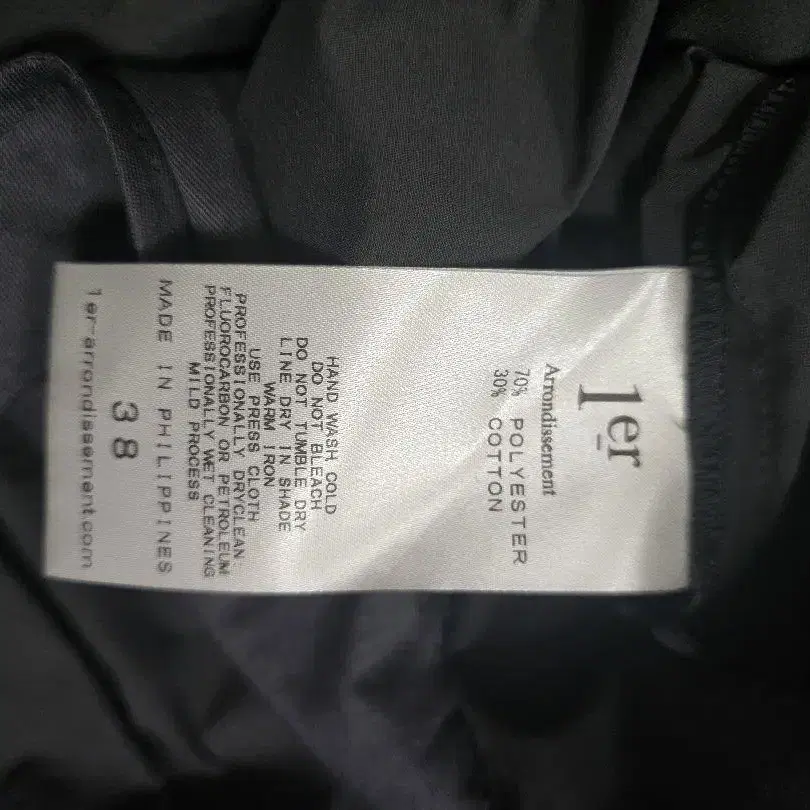 1er
Arrondissement
70% POLYESTER
30% COTTON
HAND WASH COLD
DO NOT BLEACH
DO NOT TUMBLE DRY
LINE DRY IN SHADE
WARM IRON
USE PRESS CLOTH
PROFESSIONALLY DRYCLEAN:
FLUOROCARBON OR PETROLEUM
PROFESSIONALLY WET CLEANING
MILD PROCESS
MADE IN PHILIPPINES
38
1er-arrondissement.com